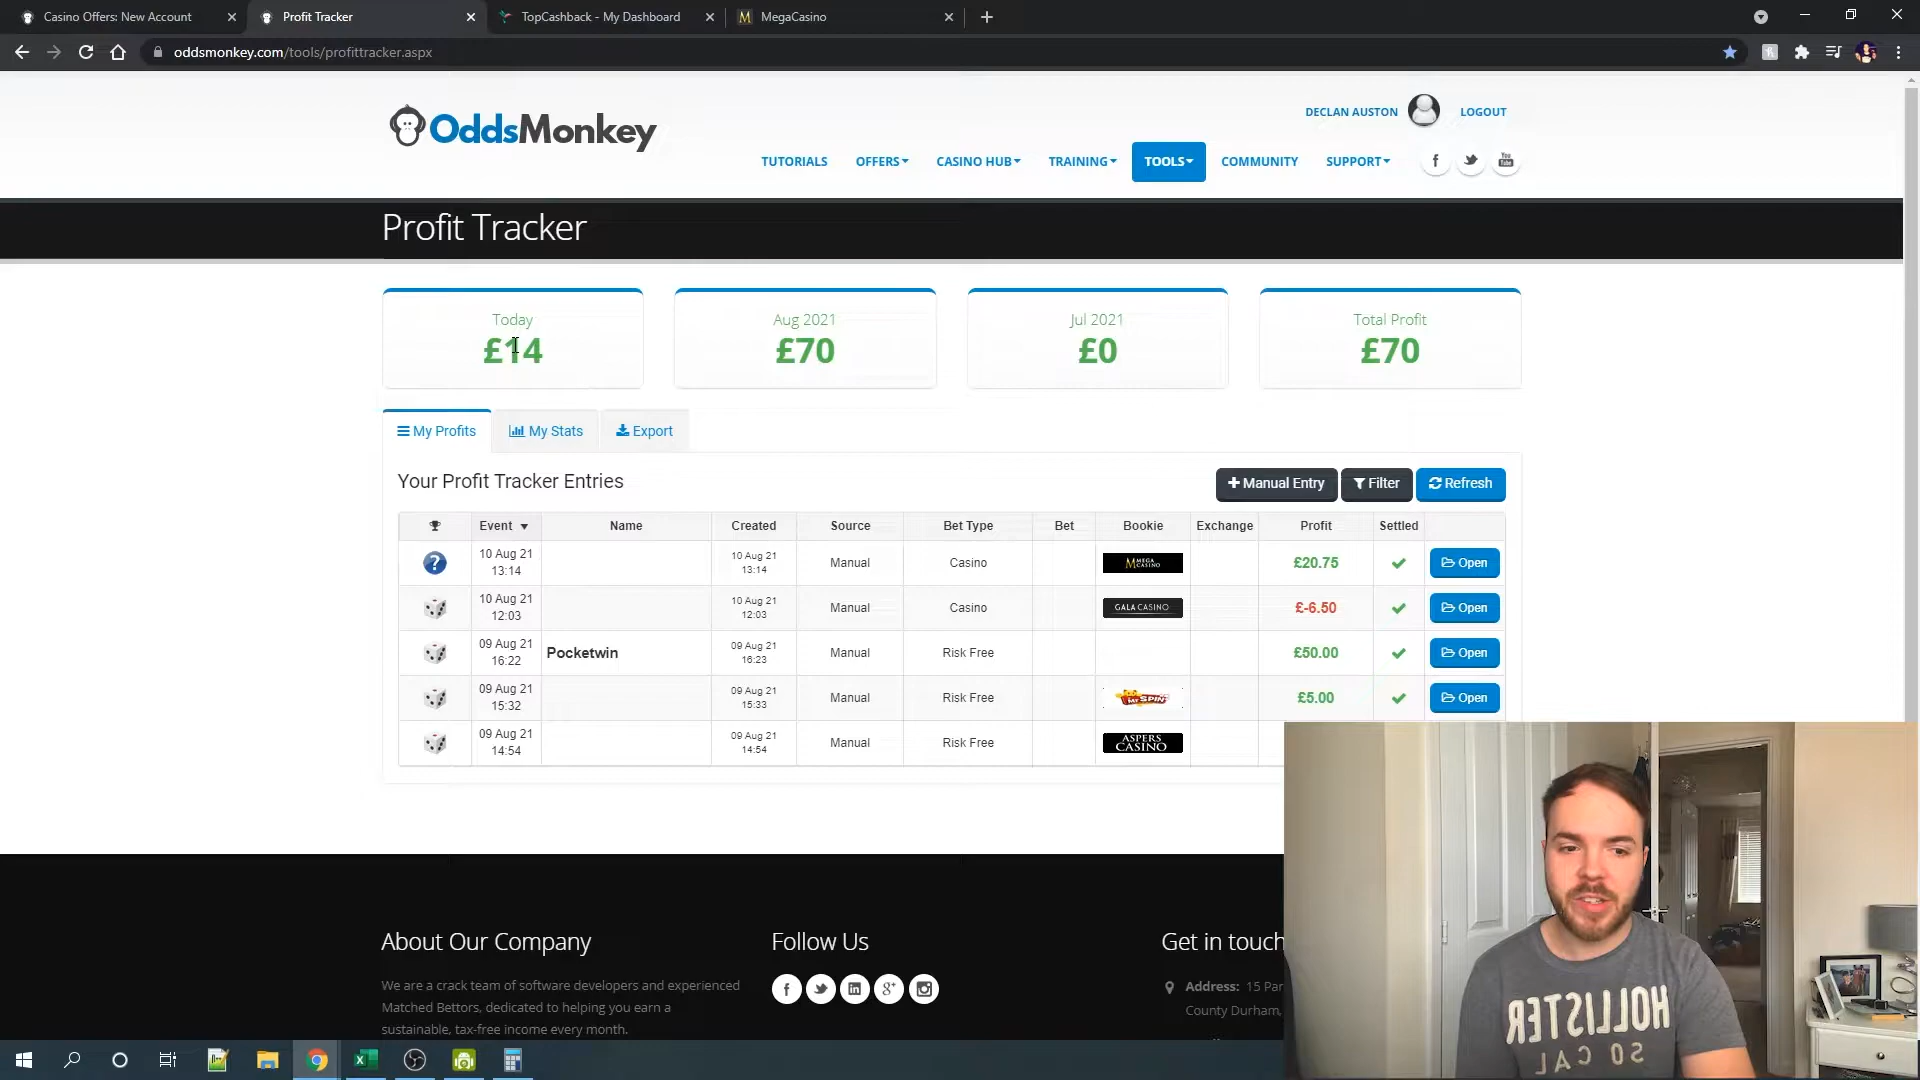 Casino Offers: New Account
Profit Tracker
TopCashback - My Dashboard
MegaCasino
oddsmonkey.com/tools/profittracker.aspx
OddsMonkey
DECLAN AUSTON
LOGOUT
TUTORIALS
OFFERS
CASINO HUB
TRAINING
TOOLS
COMMUNITY
SUPPORT
Profit Tracker
Today
£14
Aug 2021
£70
Jul 2021
£0
Total Profit
£70
My Profits
My Stats
Export
Your Profit Tracker Entries
Manual Entry
Filter
Refresh
Event Name Created Source Bet Type Bet Bookie Exchange Profit Settled
10 Aug 21 13:14 10 Aug 21 13:14 Manual Casino MEGA CASINO £20.75 Open
10 Aug 21 12:03 10 Aug 21 12:03 Manual Casino GALA CASINO £-6.50 Open
09 Aug 21 16:22 Pocketwin 09 Aug 21 16:23 Manual Risk Free £50.00 Open
09 Aug 21 15:32 09 Aug 21 15:33 Manual Risk Free SPIN £5.00 Open
09 Aug 21 14:54 09 Aug 21 14:54 Manual Risk Free ASPERS CASINO
About Our Company
We are a crack team of software developers and experienced
Matched Bettors, dedicated to helping you earn a
sustainable, tax-free income every month.
Follow Us
Get in touch
Address: 15 Par
County Durham,
HOLLISTER
SO CAL